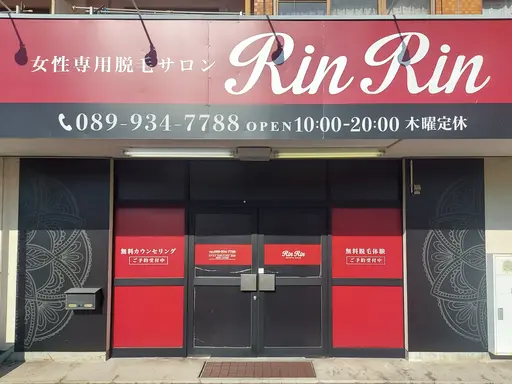 女性専用脱毛サロン Rin Rin
089-934-7788 OPEN 10:00-20:00 木曜定休
無料カウンセリング
ご予約受付中
Rin Rin
無料脱毛体験
ご予約受付中